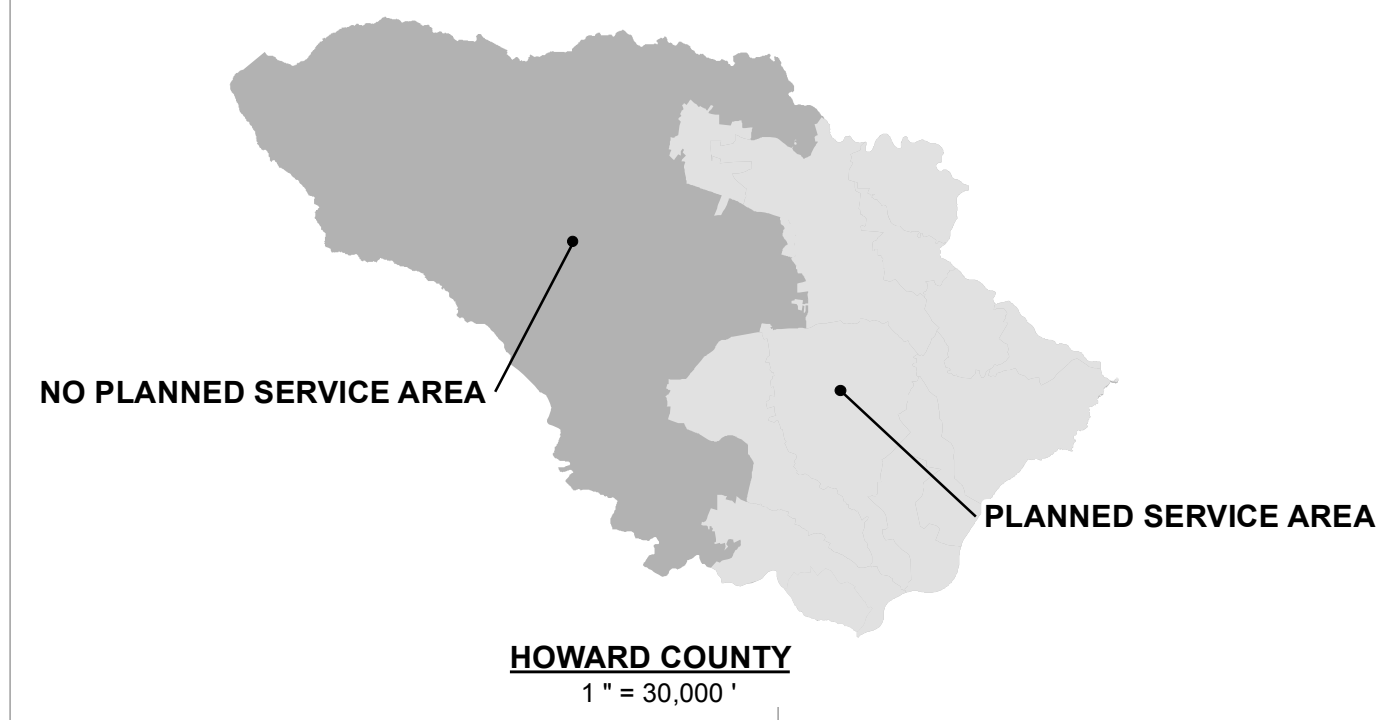 NO PLANNED SERVICE AREA
PLANNED SERVICE AREA
HOWARD COUNTY
1 " = 30,000 '